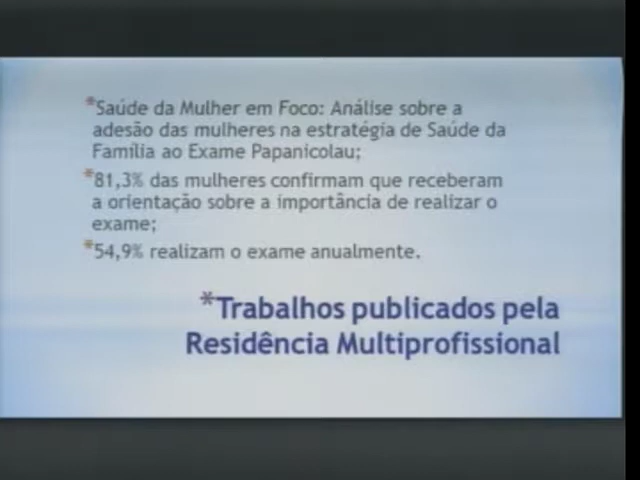 *Saúde da Mulher em Foco: Análise sobre a
adesão das mulheres na estratégia de Saúde da
Família ao Exame Papanicolau;
*81,3% das mulheres confirmam que receberam
a orientação sobre a importância de realizar o
exame;
*54,9% realizam o exame anualmente.
*Trabalhos publicados pela
Residência Multiprofissional